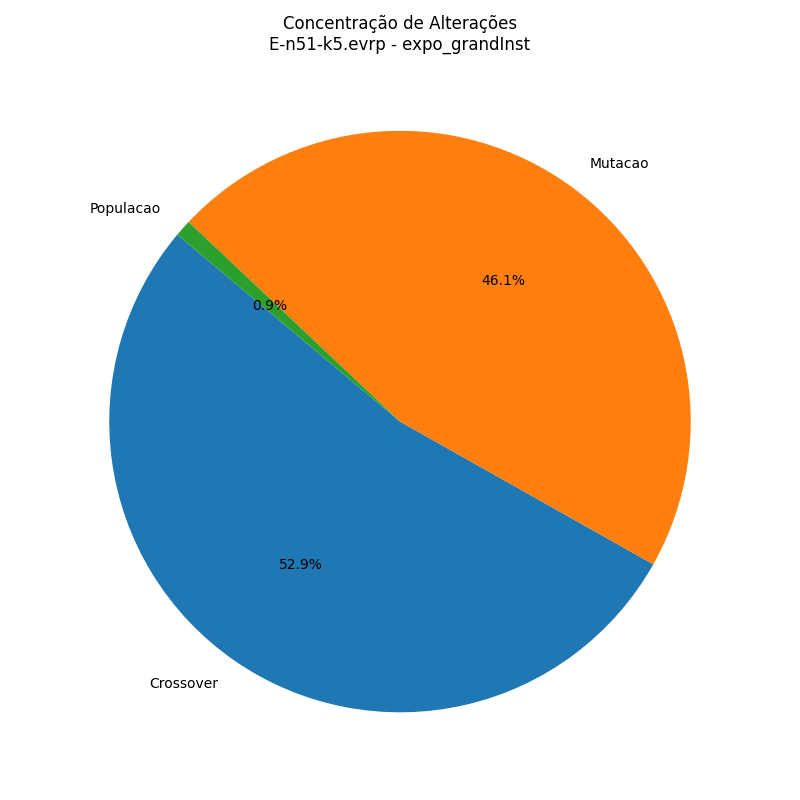 Concentração de Alterações
E-n51-k5.evrp - expo_grandInst
Mutacao
Populacao
46.1%
0.9%
52.9%
Crossover